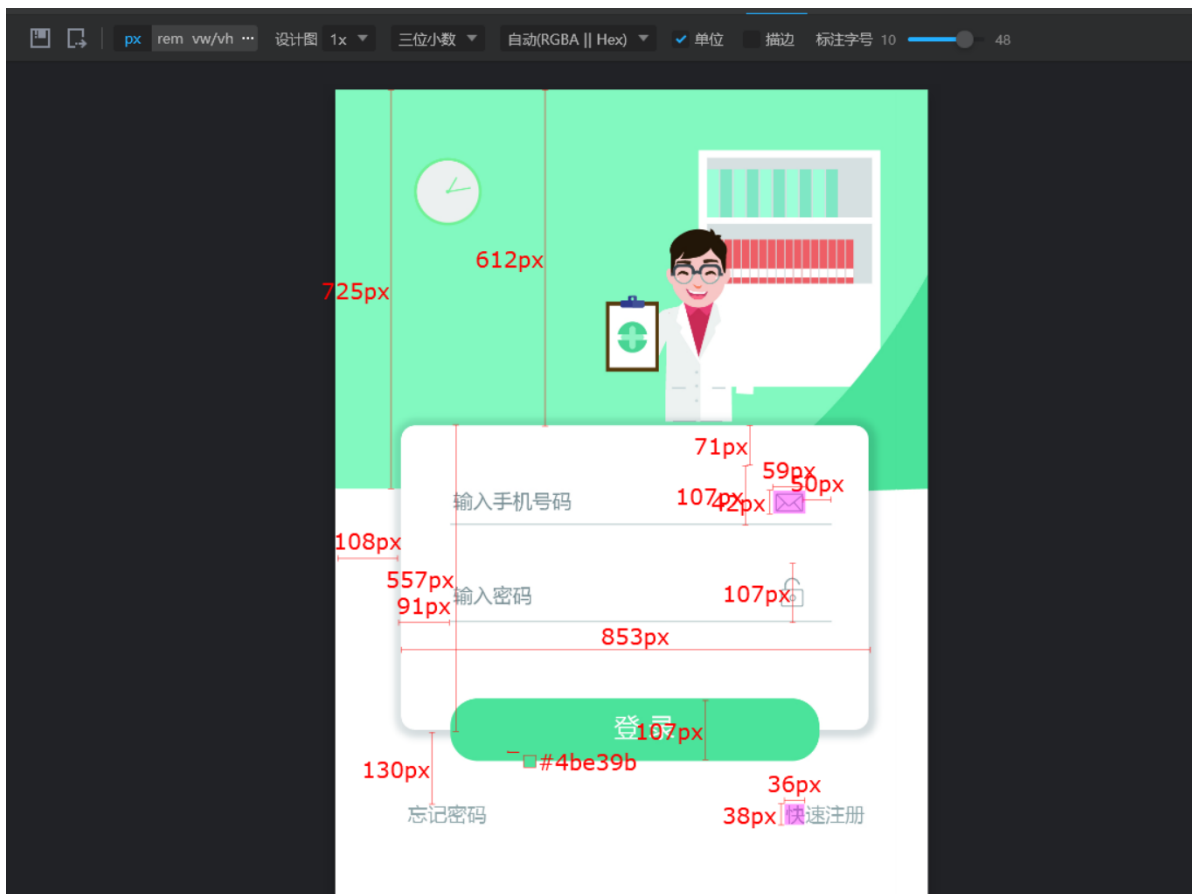 px rem vw/vh ··· 设计图 1x 三位小数 自动(RGBA || Hex) 单位 描边 标注字号 10 48
612px
725px
71px
59px
50px
输入手机号码 107px 42px
108px
557px
输入密码 107px
91px
853px
登 录 107px
#4be39b
130px
36px
忘记密码 38px 快速注册